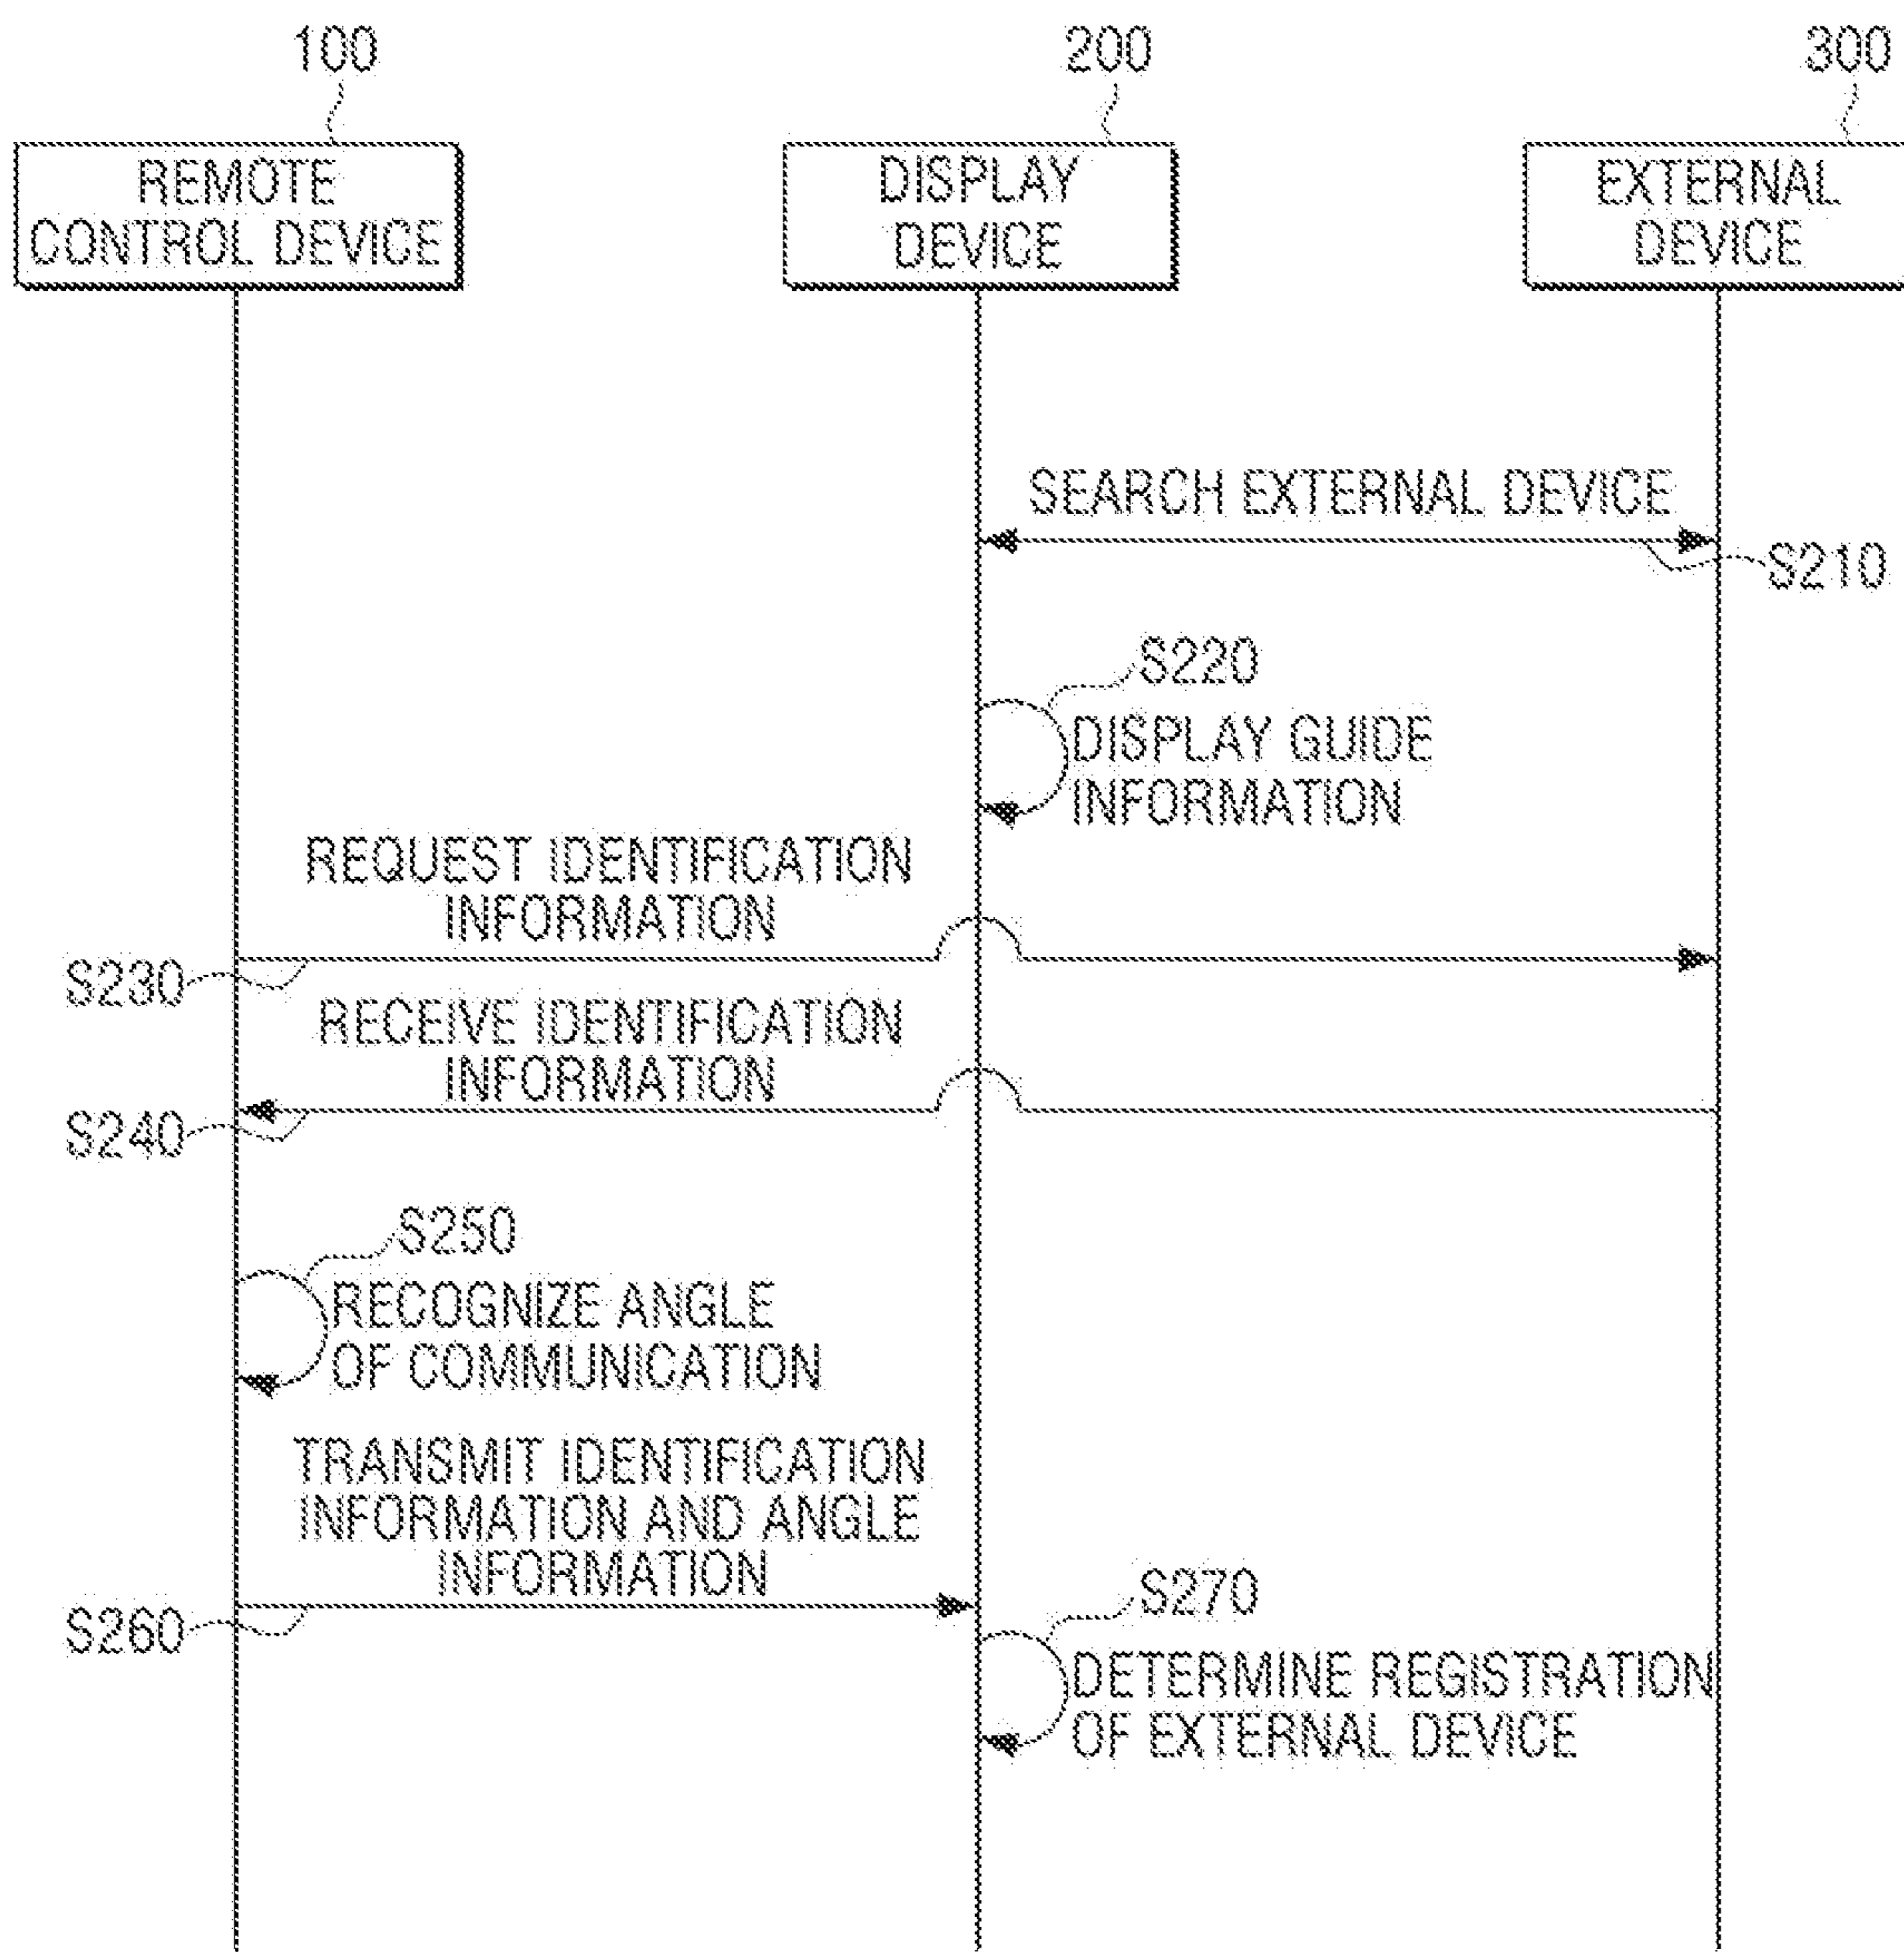 100
200
300
REMOTE
CONTROL DEVICE
DISPLAY
DEVICE
EXTERNAL
DEVICE
SEARCH EXTERNAL DEVICE
S210
S220
DISPLAY GUIDE
INFORMATION
REQUEST IDENTIFICATION
INFORMATION
S230
RECEIVE IDENTIFICATION
INFORMATION
S240
S250
RECOGNIZE ANGLE
OF COMMUNICATION
TRANSMIT IDENTIFICATION
INFORMATION AND ANGLE
INFORMATION
S260
S270
DETERMINE REGISTRATION
OF EXTERNAL DEVICE